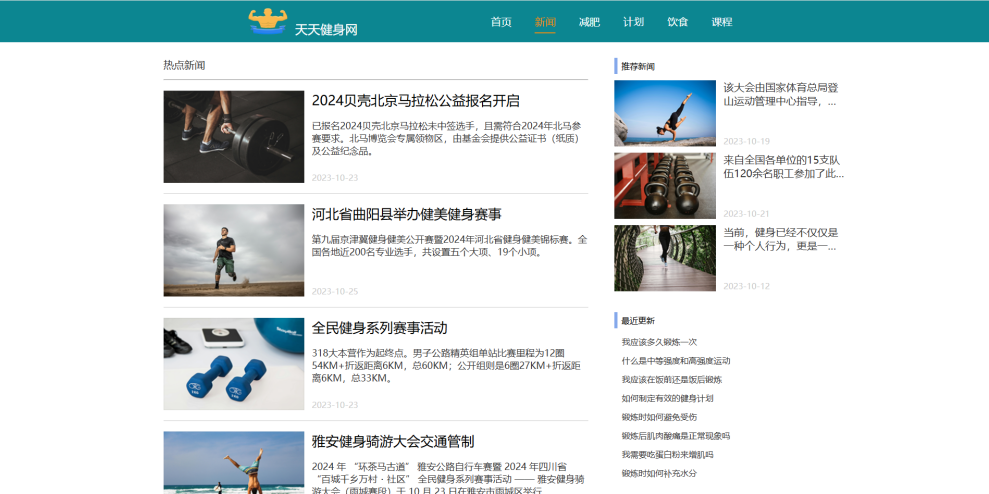 天天健身网
首页 新闻 减肥 计划 饮食 课程
热点新闻
2024贝壳北京马拉松公益报名开启
已报名2024贝壳北京马拉松未中签选手，且需符合2024年北马参
赛要求。北马博览会专属领物区，由基金会提供公益证书（纸质）
及公益纪念品。
2023-10-23
河北省曲阳县举办健美健身赛事
第九届京津冀健身健美公开赛暨2024年河北省健身健美锦标赛。全
国各地近200名专业选手，共设置五个大项、19个小项。
2023-10-25
全民健身系列赛事活动
318大本营作为起终点。男子公路精英组单站比赛里程为12圈
54KM+折返距离6KM，总60KM；公开组则是6圈27KM+折返距
离6KM，总33KM。
2023-10-23
雅安健身骑游大会交通管制
2024 年 “环茶马古道” 雅安公路自行车赛暨 2024 年四川省
“百城千乡万村 · 社区” 全民健身系列赛事活动 —— 雅安健身骑
游大会（雨城赛段）于 10 月 23 日在雅安市雨城区举行
推荐新闻
该大会由国家体育总局登
山运动管理中心指导，...
2023-10-19
来自全国各单位的15支队
伍120余名职工参加了此...
2023-10-21
当前，健身已经不仅仅是
一种个人行为，更是一...
2023-10-12
最近更新
我应该多久锻炼一次
什么是中等强度和高强度运动
我应该在饭前还是饭后锻炼
如何制定有效的健身计划
锻炼时如何避免受伤
锻炼后肌肉酸痛是正常现象吗
我需要吃蛋白粉来增肌吗
锻炼时如何补充水分